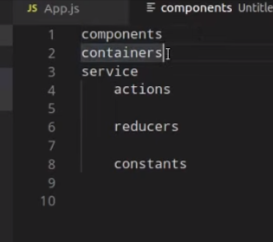 JS App.js
components Untitle
1 components
2 containers
3 service
4 actions
5
6 reducers
7
8 constants
9
10